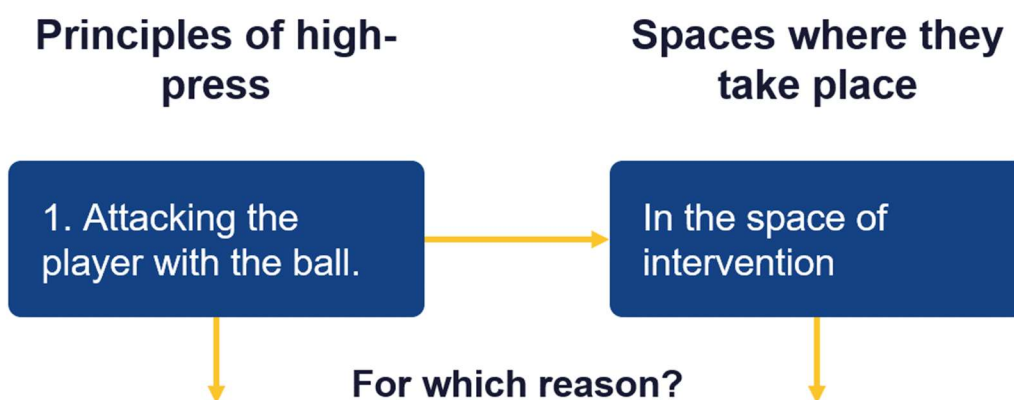 Principles of high-
press
Spaces where they
take place
1. Attacking the
player with the ball.
In the space of
intervention
For which reason?